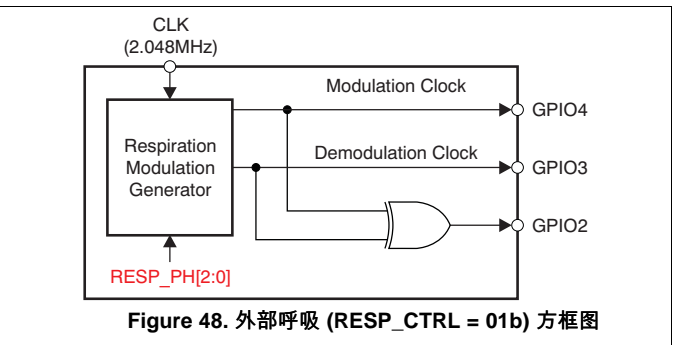 CLK
(2.048MHz)
Modulation Clock
GPIO4
Respiration
Modulation
Generator
Demodulation Clock
GPIO3
GPIO2
RESP_PH[2:0]
Figure 48. 外部呼吸 (RESP_CTRL = 01b) 方框图